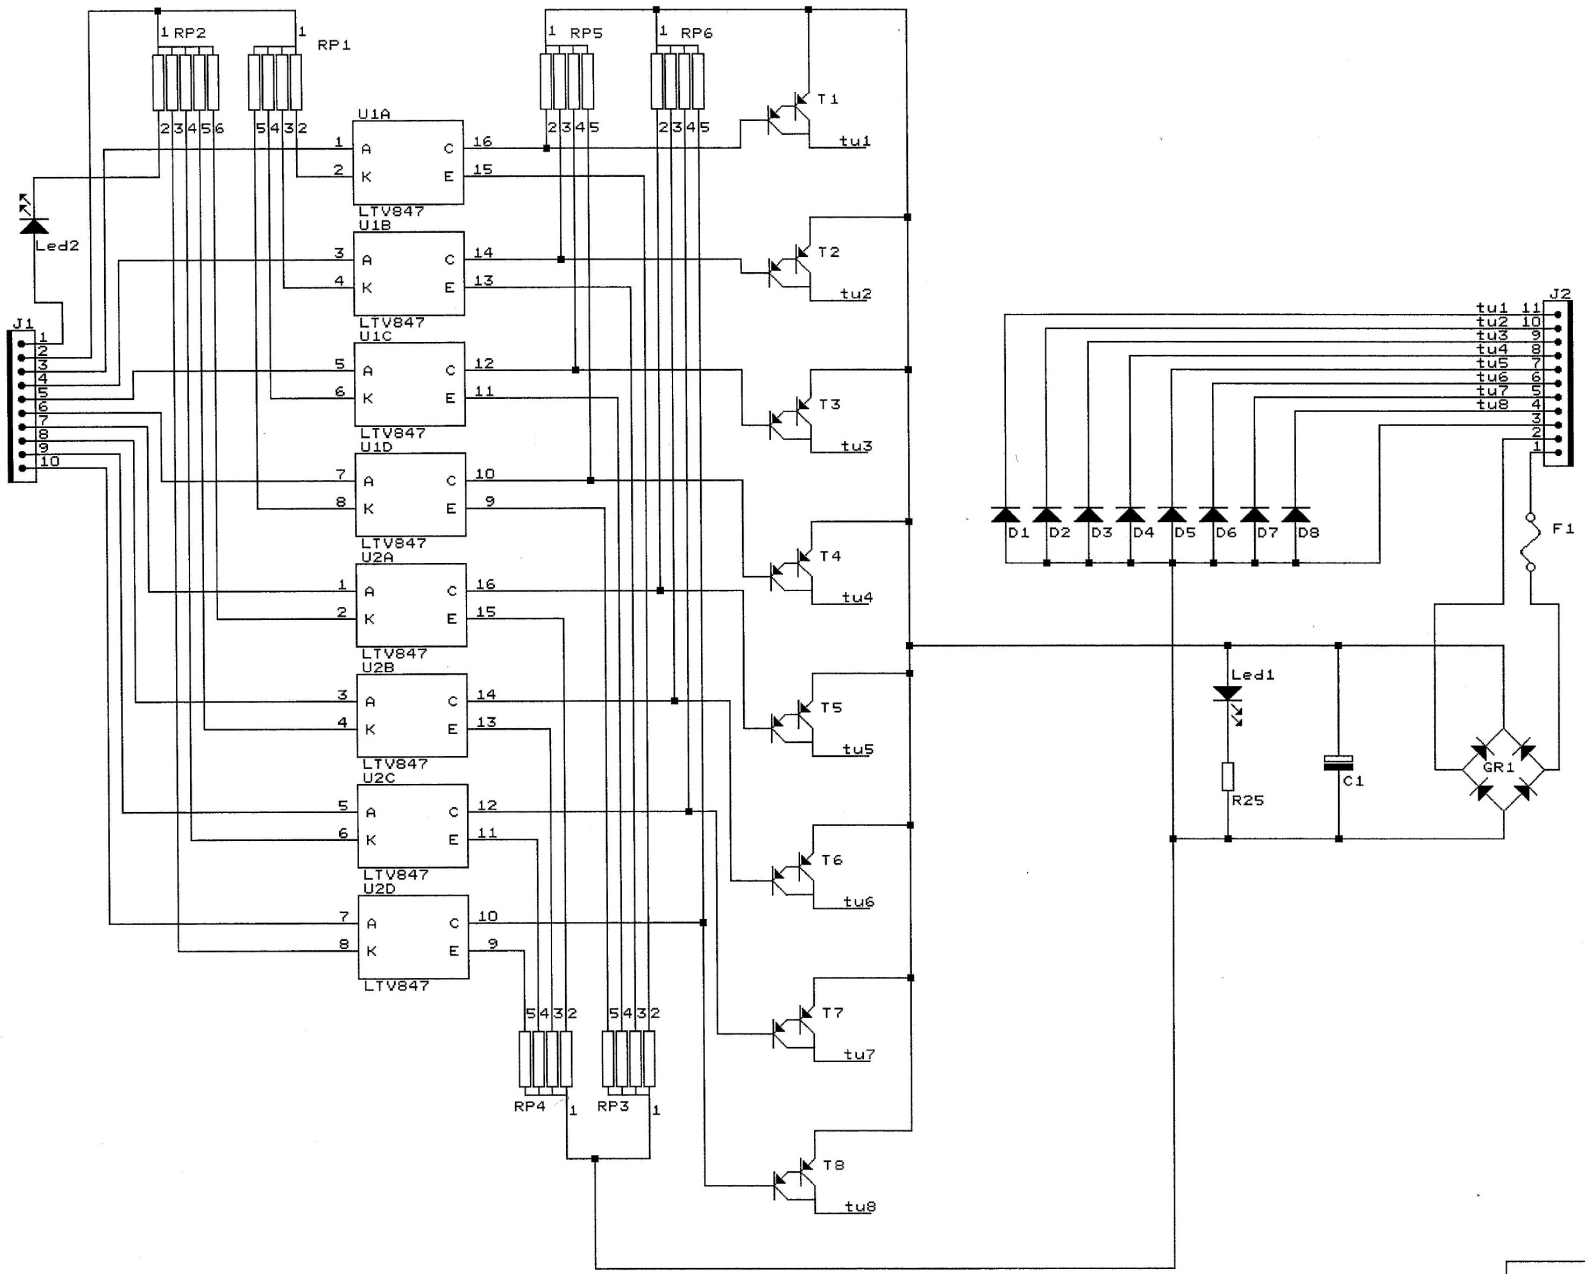 1 RP2 1 RP1
2 3 4 5 6 5 4 3 2
1 RP5 1 RP6
2 3 4 5 2 3 4 5
T1
tu1
T2
tu2
T3
tu3
T4
tu4
T5
tu5
T6
tu6
T7
tu7
T8
tu8
Led2
J1
1
2
3
4
5
6
7
8
9
10
U1A
1 A C 16
2 K E 15
LTV847
U1B
3 A C 14
4 K E 13
LTV847
U1C
5 A C 12
6 K E 11
LTV847
U1D
7 A C 10
8 K E 9
LTV847
U2A
1 A C 16
2 K E 15
LTV847
U2B
3 A C 14
4 K E 13
LTV847
U2C
5 A C 12
6 K E 11
LTV847
U2D
7 A C 10
8 K E 9
LTV847
5 4 3 2 5 4 3 2
RP4 1 RP3 1
J2
tu1 11
tu2 10
tu3 9
tu4 8
tu5 7
tu6 6
tu7 5
tu8 4
3
2
1
D1 D2 D3 D4 D5 D6 D7 D8
F1
Led1
R25
C1
GR1